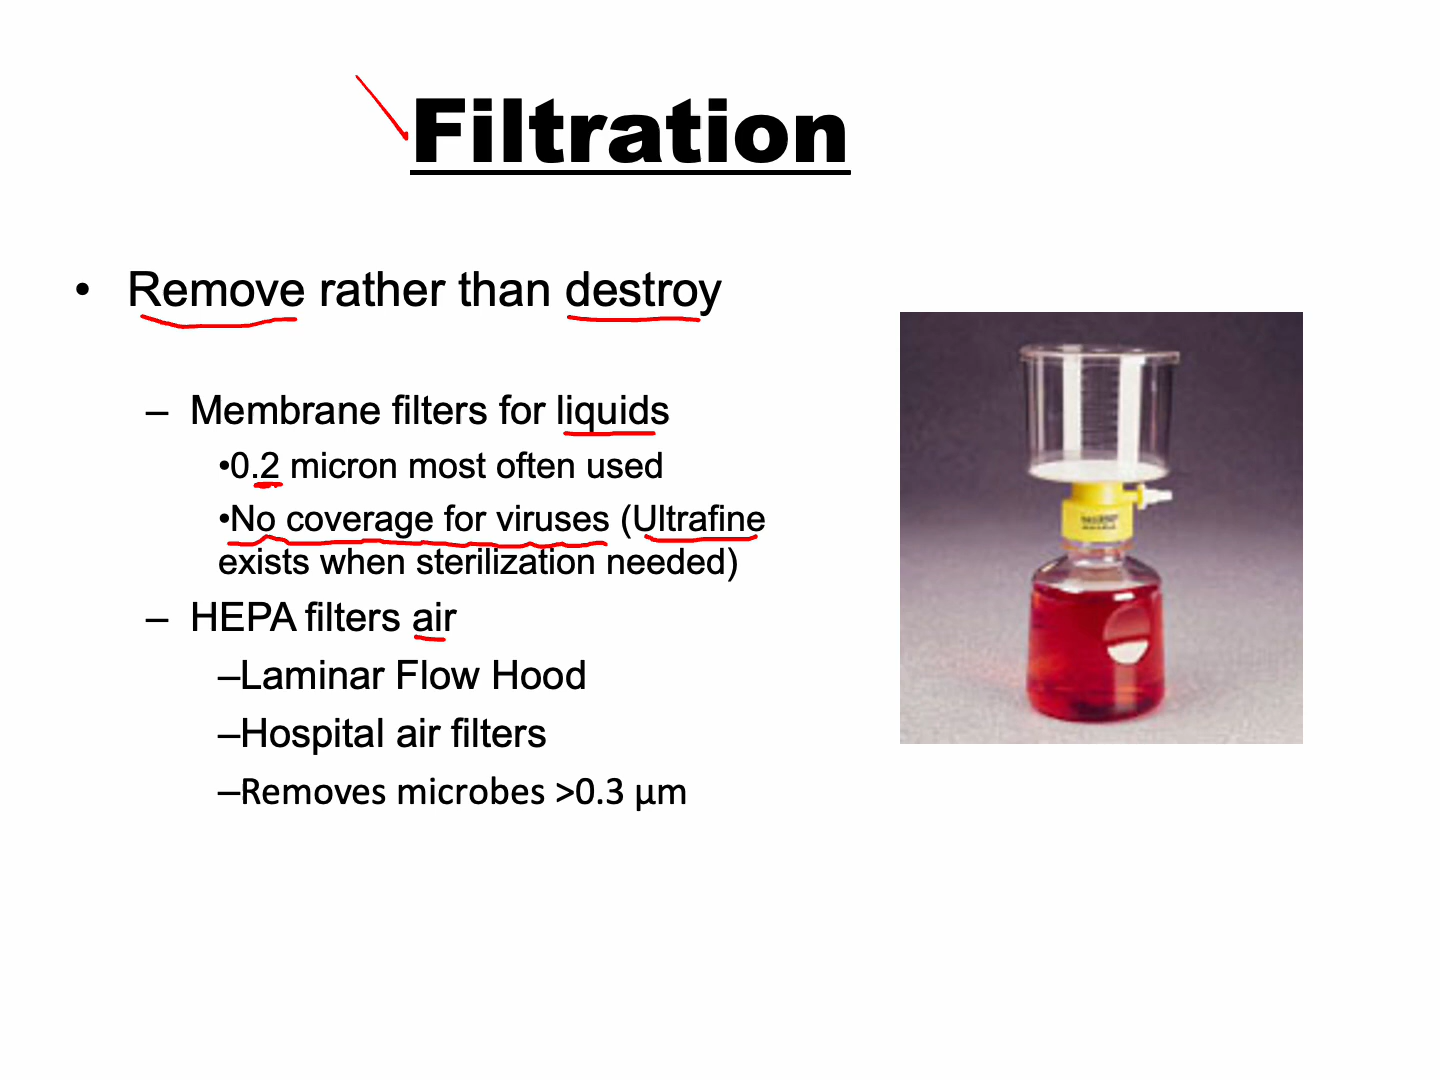 Filtration
• Remove rather than destroy
– Membrane filters for liquids
•0.2 micron most often used
•No coverage for viruses (Ultrafine
exists when sterilization needed)
– HEPA filters air
–Laminar Flow Hood
–Hospital air filters
–Removes microbes >0.3 µm